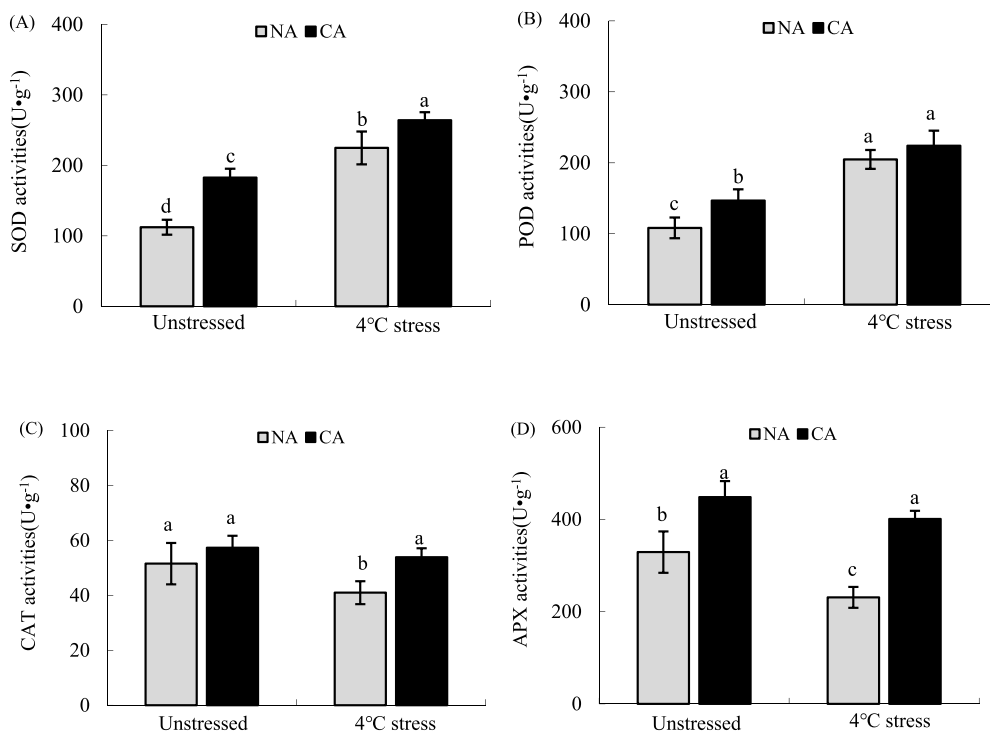 (A)
NA CA
SOD activities(U•g-1)
400
300
200
100
0
d
c
b
a
Unstressed
4°C stress
(B)
NA CA
POD activities(U•g-1)
400
300
200
100
0
c
b
a
a
Unstressed
4°C stress
(C)
NA CA
CAT activities(U•g-1)
100
80
60
40
20
0
a
a
b
a
Unstressed
4°C stress
(D)
NA CA
APX activities(U•g-1)
600
400
200
0
b
a
c
a
Unstressed
4°C stress